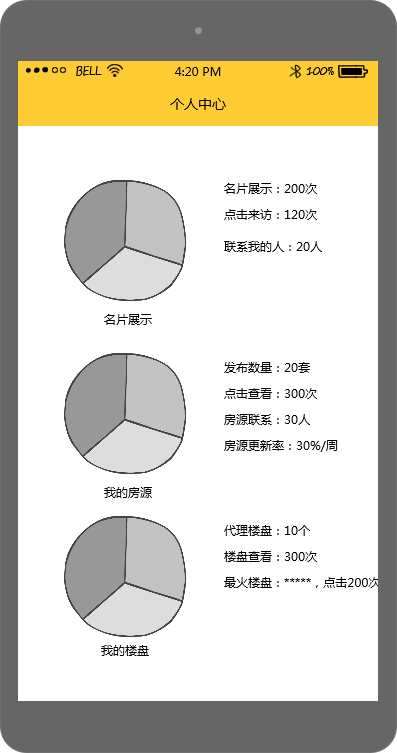 BELL 4:20 PM 100%
个人中心
名片展示：200次
点击来访：120次
联系我的人：20人
名片展示
发布数量：20套
点击查看：300次
房源联系：30人
房源更新率：30%/周
我的房源
代理楼盘：10个
楼盘查看：300次
最火楼盘：*****，点击200次
我的楼盘